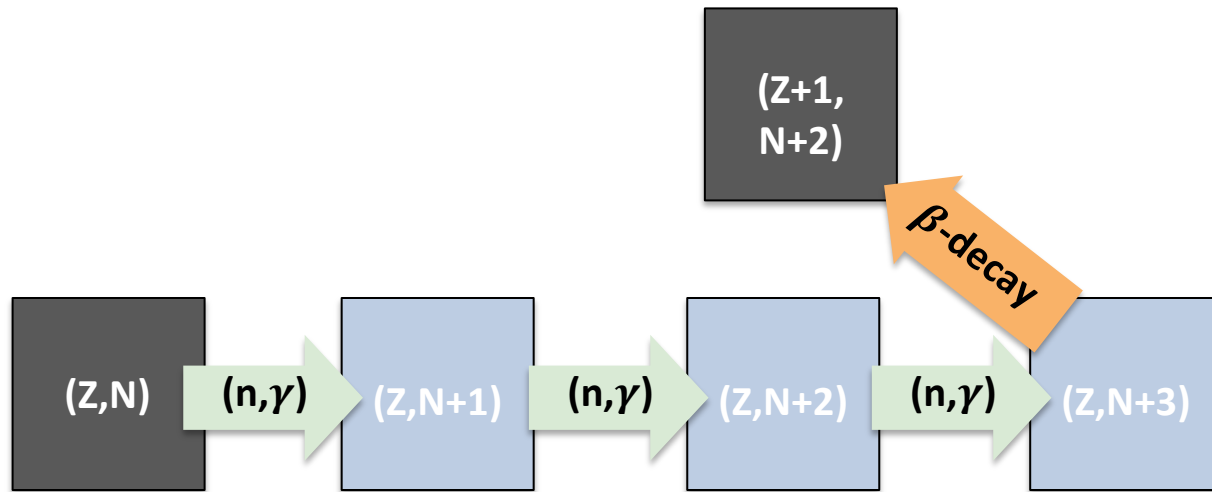 (Z+1,
N+2)
β-decay
(Z,N)
(n,γ)
(Z,N+1)
(n,γ)
(Z,N+2)
(n,γ)
(Z,N+3)